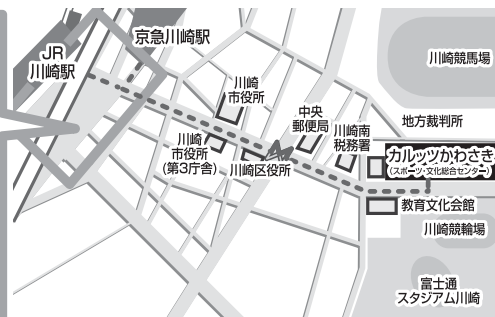 京急川崎駅
JR
川崎駅
川崎競馬場
川崎
市役所
中央
郵便局
地方裁判所
川崎南
税務署
川崎
市役所
(第3庁舎)
川崎区役所
カルッツかわさき
(スポーツ・文化総合センター)
教育文化会館
川崎競輪場
富士通
スタジアム川崎